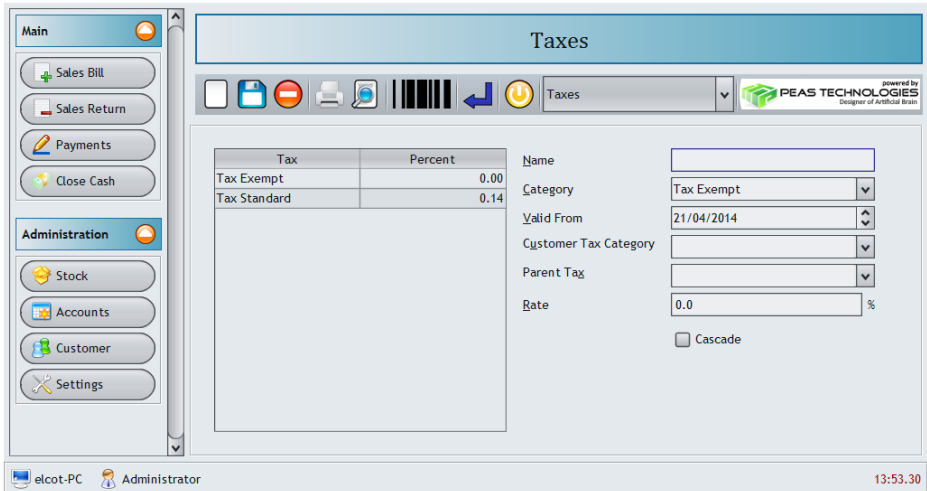 Main
Sales Bill
Sales Return
Payments
Close Cash
Administration
Stock
Accounts
Customer
Settings
Taxes
Taxes
powered by
PEAS TECHNOLOGIES
Designer of Artificial Brain
Tax Percent
Tax Exempt 0.00
Tax Standard 0.14
Name
Category Tax Exempt
Valid From 21/04/2014
Customer Tax Category
Parent Tax
Rate 0.0 %
Cascade
elcot-PC Administrator 13:53.30